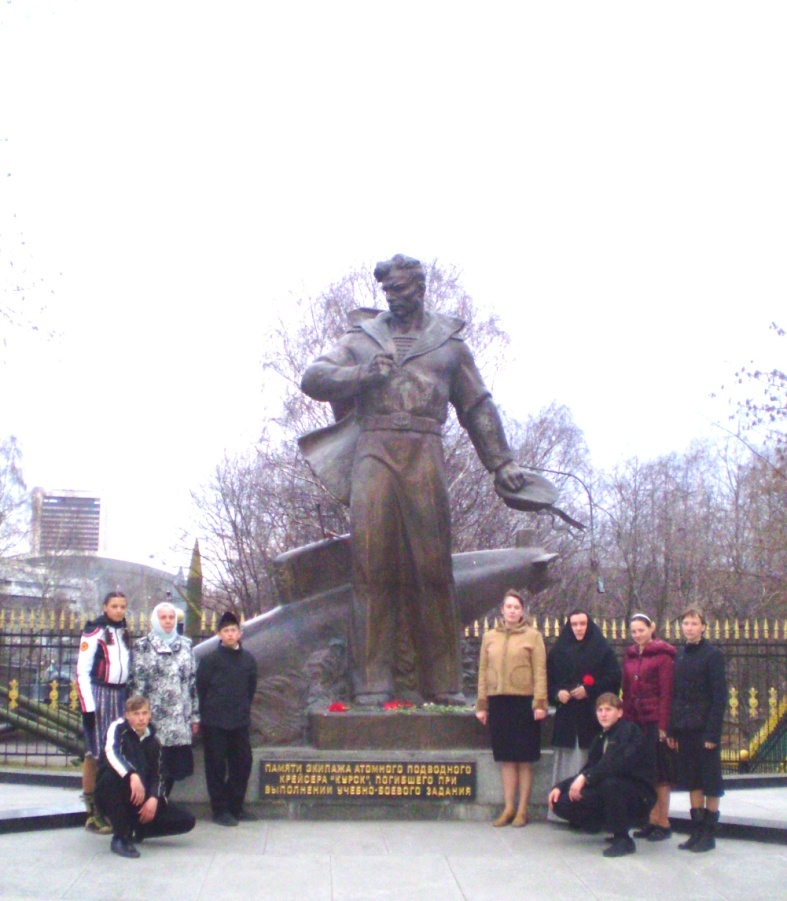 ПАМЯТИ ЭКИПАЖА АТОМНОГО ПОДВОДНОГО
КРЕЙСЕРА "КУРСК", ПОГИБШЕГО ПРИ
ВЫПОЛНЕНИИ УЧЕБНО-БОЕВОГО ЗАДАНИЯ